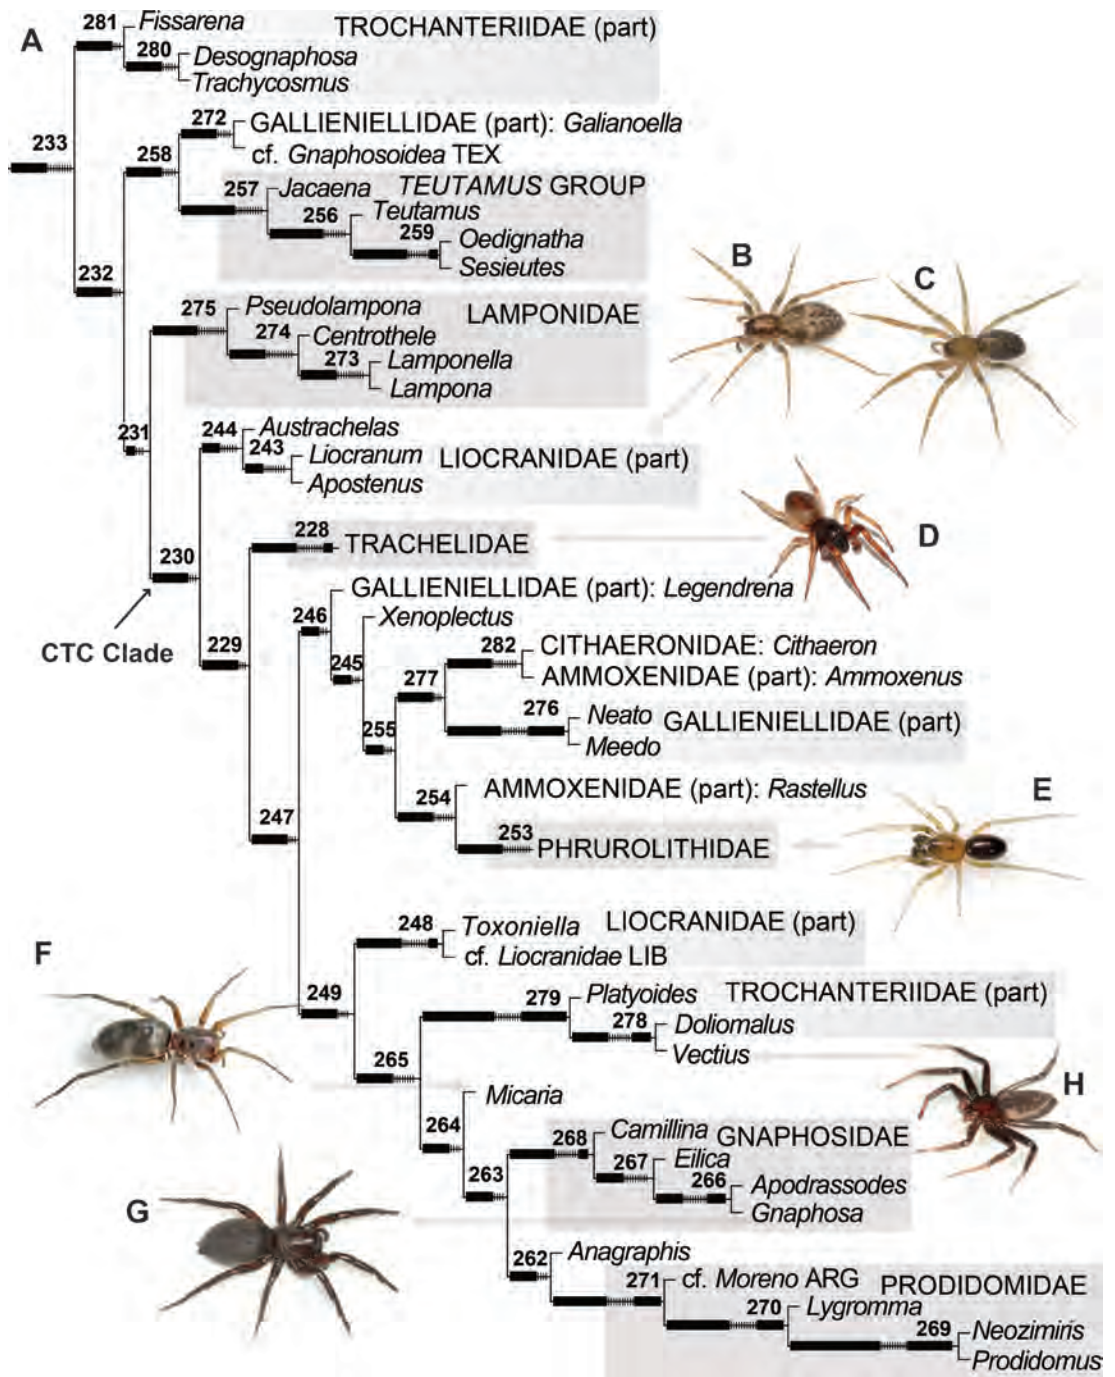 A
281
Fissarena
TROCHANTERIIDAE (part)
280
Desognaphosa
Trachycosmus
233
272
GALLIENIELLIDAE (part): Galianoella
258
cf. Gnaphosoidea TEX
257
Jacaena
TEUTAMUS GROUP
256
Teutamus
259
Oedignatha
Sesieutes
232
B
C
275
Pseudolampona
LAMPONIDAE
274
Centrothele
273
Lamponella
Lampona
231
244
Austrachelas
243
Liocranum
LIOCRANIDAE (part)
Apostenus
228
TRACHELIDAE
D
230
CTC Clade
229
246
GALLIENIELLIDAE (part): Legendrena
Xenoplectus
245
282
CITHAERONIDAE: Cithaeron
AMMOXENIDAE (part): Ammoxenus
277
276
Neato
GALLIENIELLIDAE (part)
Meedo
255
254
AMMOXENIDAE (part): Rastellus
E
247
253
PHRUROLITHIDAE
248
Toxoniella
LIOCRANIDAE (part)
cf. Liocranidae LIB
F
249
279
Platyoides
TROCHANTERIIDAE (part)
278
Doliomalus
Vectius
265
H
Micaria
264
268
Camillina
GNAPHOSIDAE
267
Eilica
263
266
Apodrassodes
Gnaphosa
G
262
Anagraphis
271
cf. Moreno ARG
PRODIDOMIDAE
270
Lygromma
269
Neozimiris
Prodidomus